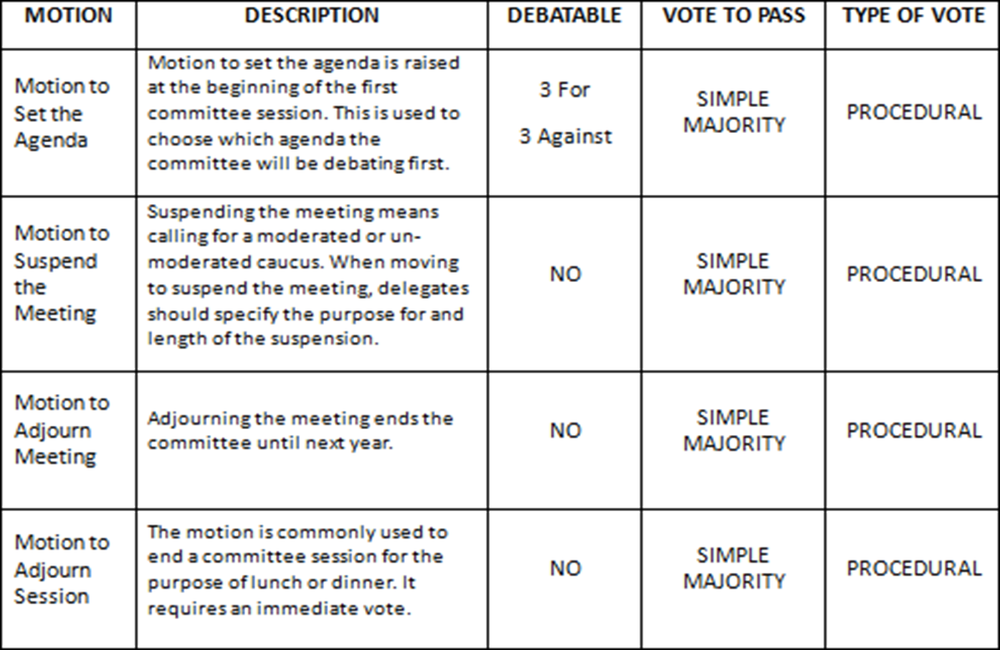 MOTION DESCRIPTION DEBATABLE VOTE TO PASS TYPE OF VOTE
Motion to
Set the
Agenda
Motion to set the agenda is raised
at the beginning of the first
committee session. This is used to
choose which agenda the
committee will be debating first.
3 For
3 Against
SIMPLE
MAJORITY
PROCEDURAL
Motion to
Suspend
the
Meeting
Suspending the meeting means
calling for a moderated or un-
moderated caucus. When moving
to suspend the meeting, delegates
should specify the purpose for and
length of the suspension.
NO
SIMPLE
MAJORITY
PROCEDURAL
Motion to
Adjourn
Meeting
Adjourning the meeting ends the
committee until next year.
NO
SIMPLE
MAJORITY
PROCEDURAL
Motion to
Adjourn
Session
The motion is commonly used to
end a committee session for the
purpose of lunch or dinner. It
requires an immediate vote.
NO
SIMPLE
MAJORITY
PROCEDURAL